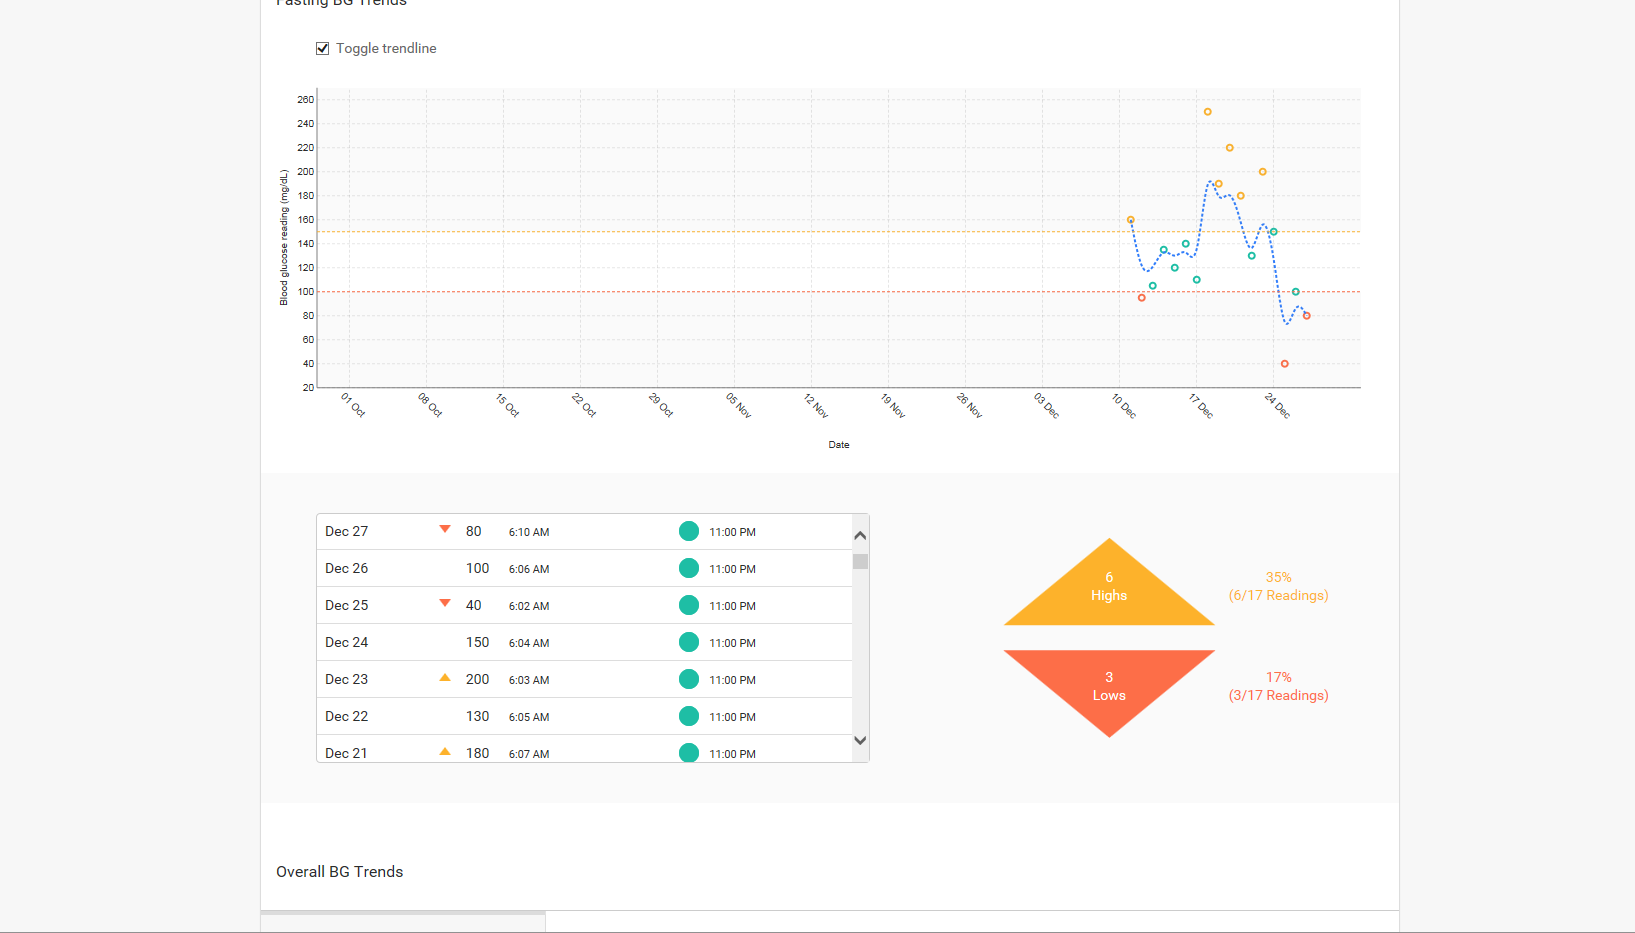 Fasting BG Trends
Toggle trendline
260
240
220
200
180
160
140
120
100
80
60
40
20
Blood glucose reading (mg/dL)
01 Oct 08 Oct 15 Oct 22 Oct 29 Oct 05 Nov 12 Nov 19 Nov 26 Nov 03 Dec 10 Dec 17 Dec 24 Dec
Date
Dec 27 80 6:10 AM 11:00 PM
Dec 26 100 6:06 AM 11:00 PM
Dec 25 40 6:02 AM 11:00 PM
Dec 24 150 6:04 AM 11:00 PM
Dec 23 200 6:03 AM 11:00 PM
Dec 22 130 6:05 AM 11:00 PM
Dec 21 180 6:07 AM 11:00 PM
6
Highs
35%
(6/17 Readings)
3
Lows
17%
(3/17 Readings)
Overall BG Trends